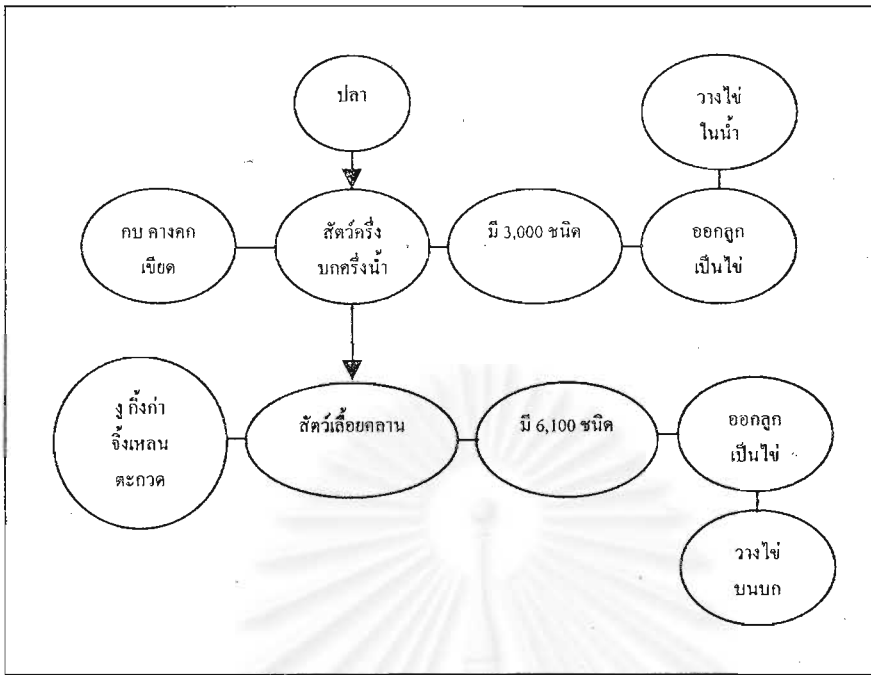 ปลา
วางไข่
ในน้ำ
กบ คางคก
เขียด
สัตว์ครึ่ง
บกครึ่งน้ำ
มี 3,000 ชนิด
ออกลูก
เป็นไข่
งู กิ้งก่า
จิ้งเหลน
ตะกวด
สัตว์เลื้อยคลาน
มี 6,100 ชนิด
ออกลูก
เป็นไข่
วางไข่
บนบก